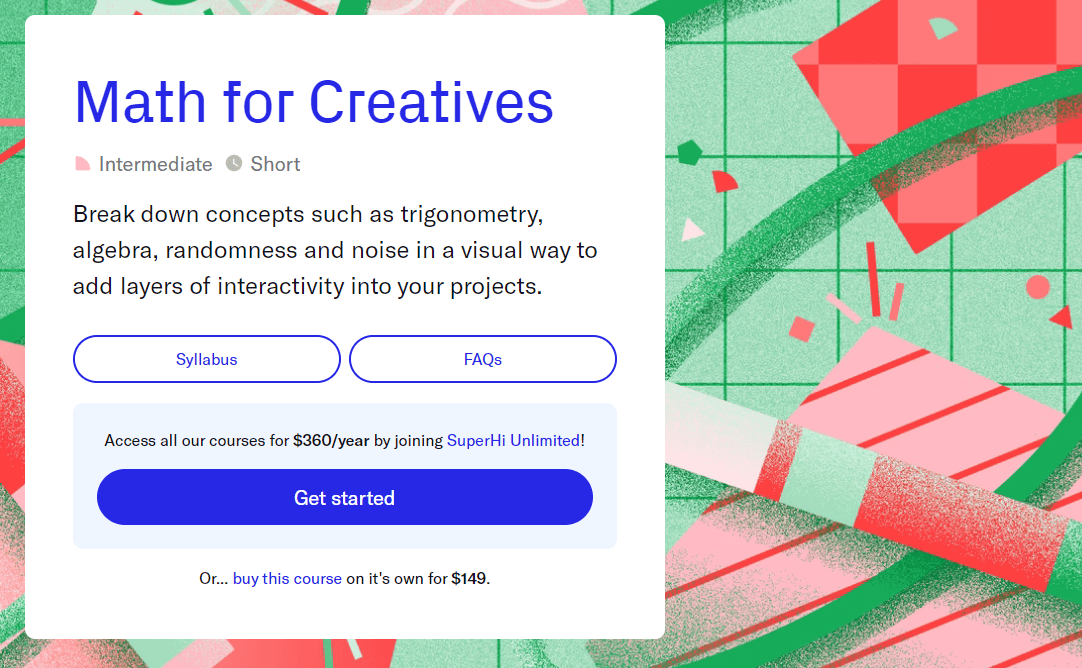 Math for Creatives
Intermediate Short
Break down concepts such as trigonometry,
algebra, randomness and noise in a visual way to
add layers of interactivity into your projects.
Syllabus FAQs
Access all our courses for $360/year by joining SuperHi Unlimited!
Get started
Or... buy this course on it's own for $149.